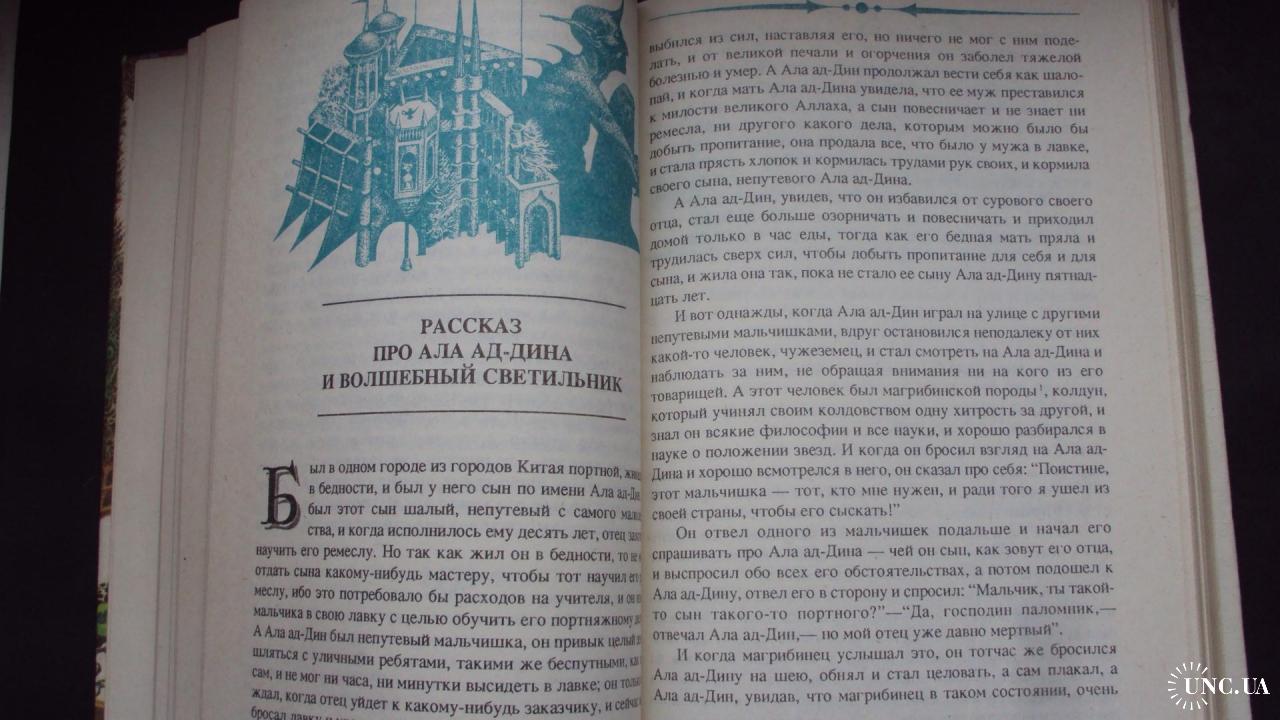 РАССКАЗ
ПРО АЛА АД-ДИНА
И ВОЛШЕБНЫЙ СВЕТИЛЬНИК
Был в одном городе из городов Китая портной,
в бедности, и был у него сын по имени Ала
был этот сын шалый, непутевый с самого
ства, и когда исполнилось ему десять лет, отец
научить его ремеслу. Но так как жил он в бедности, то не
отдать сына какому-нибудь мастеру, чтобы тот научил
меслу, ибо это потребовало бы расходов на учителя, и
мальчика в свою лавку с целью обучить его портняжному
А Ала ад-Дин был непутевый мальчишка, он привык целый
шляться с уличными ребятами, такими же беспутными,
сам, и не мог ни часа, ни минутки высидеть в лавке; он
ждал, когда отец уйдет к какому-нибудь заказчику, и
бросал лавку и
выбился из сил, наставляя его, но ничего не мог с ним поде-
лать, и от великой печали и огорчения он заболел тяжелой
болезнью и умер. А Ала ад-Дин продолжал вести себя как шало-
пай, и когда мать Ала ад-Дина увидела, что ее муж преставился
к милости великого Аллаха, а сын повесничает и не знает ни
ремесла, ни другого какого дела, которым можно было бы
добыть пропитание, она продала все, что было у мужа в лавке,
и стала прясть хлопок и кормилась трудами рук своих, и кормила
своего сына, непутевого Ала ад-Дина.
А Ала ад-Дин, увидев, что он избавился от сурового своего
отца, стал еще больше озорничать и повесничать и приходил
домой только в час еды, тогда как его бедная мать пряла и
трудилась сверх сил, чтобы добыть пропитание для себя и для
сына, и жила она так, пока не стало ее сыну Ала ад-Дину пятнад-
цать лет.
И вот однажды, когда Ала ад-Дин играл на улице с другими
непутевыми мальчишками, вдруг остановился неподалеку от них
какой-то человек, чужеземец, и стал смотреть на Ала ад-Дина и
наблюдать за ним, не обращая внимания ни на кого из его
товарищей. А этот человек был магрибинской породы¹, колдун,
который учинял своим колдовством одну хитрость за другой, и
знал он всякие философии и все науки, и хорошо разбирался в
науке о положении звезд. И когда он бросил взгляд на Ала ад-
Дина и хорошо всмотрелся в него, он сказал про себя: “Поистине,
этот мальчишка — тот, кто мне нужен, и ради того я ушел из
своей страны, чтобы его сыскать!”
Он отвел одного из мальчишек подальше и начал его
спрашивать про Ала ад-Дина — чей он сын, как зовут его отца,
и выспросил обо всех его обстоятельствах, а потом подошел к
Ала ад-Дину, отвел его в сторону и спросил: “Мальчик, ты такой-
то сын такого-то портного?”—“Да, господин паломник,—
отвечал Ала ад-Дин,— но мой отец уже давно мертвый”.
И когда магрибинец услышал это, он тотчас же бросился
Ала ад-Дину на шею, обнял и стал целовать, а сам плакал, а
Ала ад-Дин, увидав, что магрибинец в таком состоянии, очень
UNC.UA